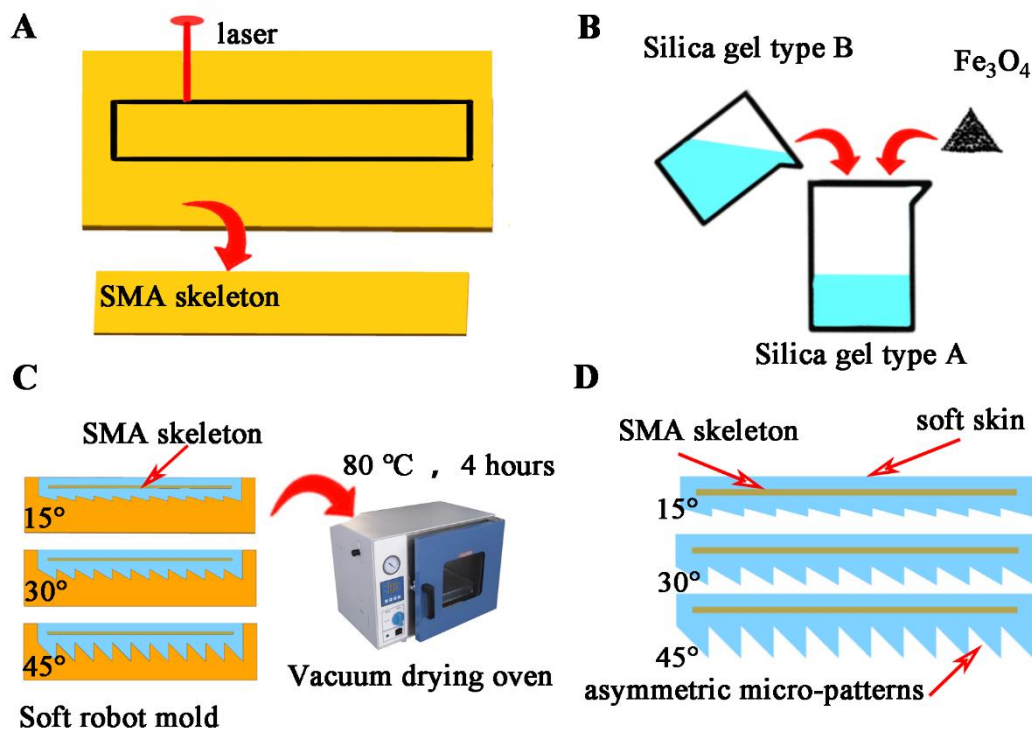 A
laser
SMA skeleton
B
Silica gel type B
Fe₃O₄
Silica gel type A
C
SMA skeleton
15°
30°
45°
Soft robot mold
80 ℃ , 4 hours
Vacuum drying oven
D
SMA skeleton
soft skin
15°
30°
45°
asymmetric micro-patterns